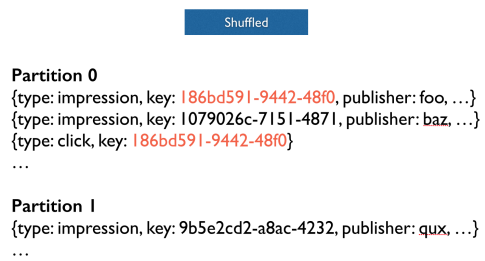 Shuffled
Partition 0
{type: impression, key: 186bd591-9442-48f0, publisher: foo, …}
{type: impression, key: 1079026c-7151-4871, publisher: baz, …}
{type: click, key: 186bd591-9442-48f0}
…
Partition 1
{type: impression, key: 9b5e2cd2-a8ac-4232, publisher: qux, …}
…